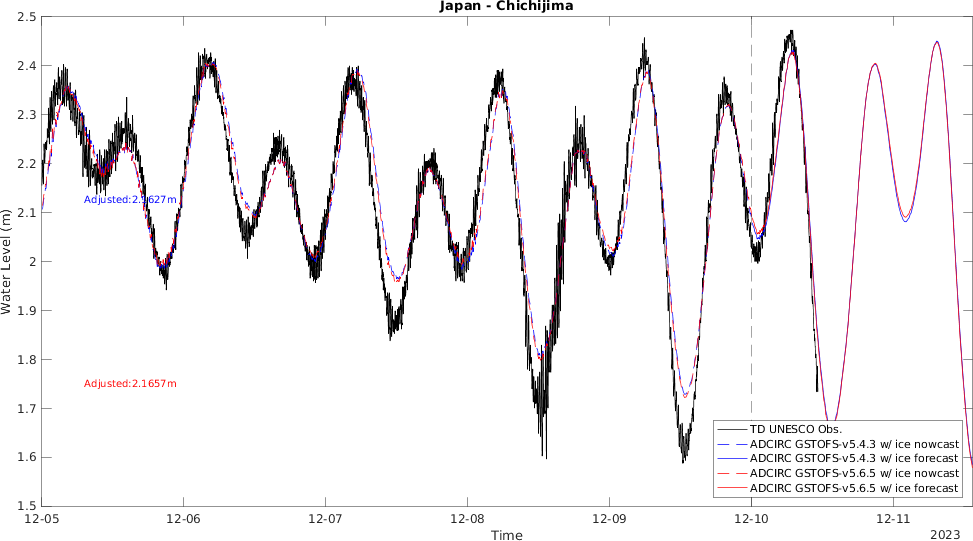 Japan - Chichijima
2.5
2.4
2.3
2.2
2.1
2
1.9
1.8
1.7
1.6
1.5
Water Level (m)
Adjusted:2.1657m
TD UNESCO Obs.
ADCIRC GSTOFS-v5.4.3 w/ ice nowcast
ADCIRC GSTOFS-v5.4.3 w/ ice forecast
ADCIRC GSTOFS-v5.6.5 w/ ice nowcast
ADCIRC GSTOFS-v5.6.5 w/ ice forecast
12-05 12-06 12-07 12-08 12-09 12-10 12-11
Time
2023